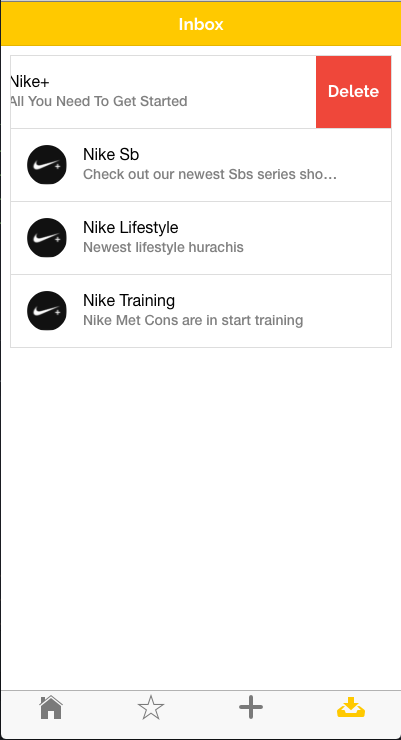 Inbox
Nike+
All You Need To Get Started
Delete
Nike Sb
Check out our newest Sbs series sho...
Nike Lifestyle
Newest lifestyle hurachis
Nike Training
Nike Met Cons are in start training